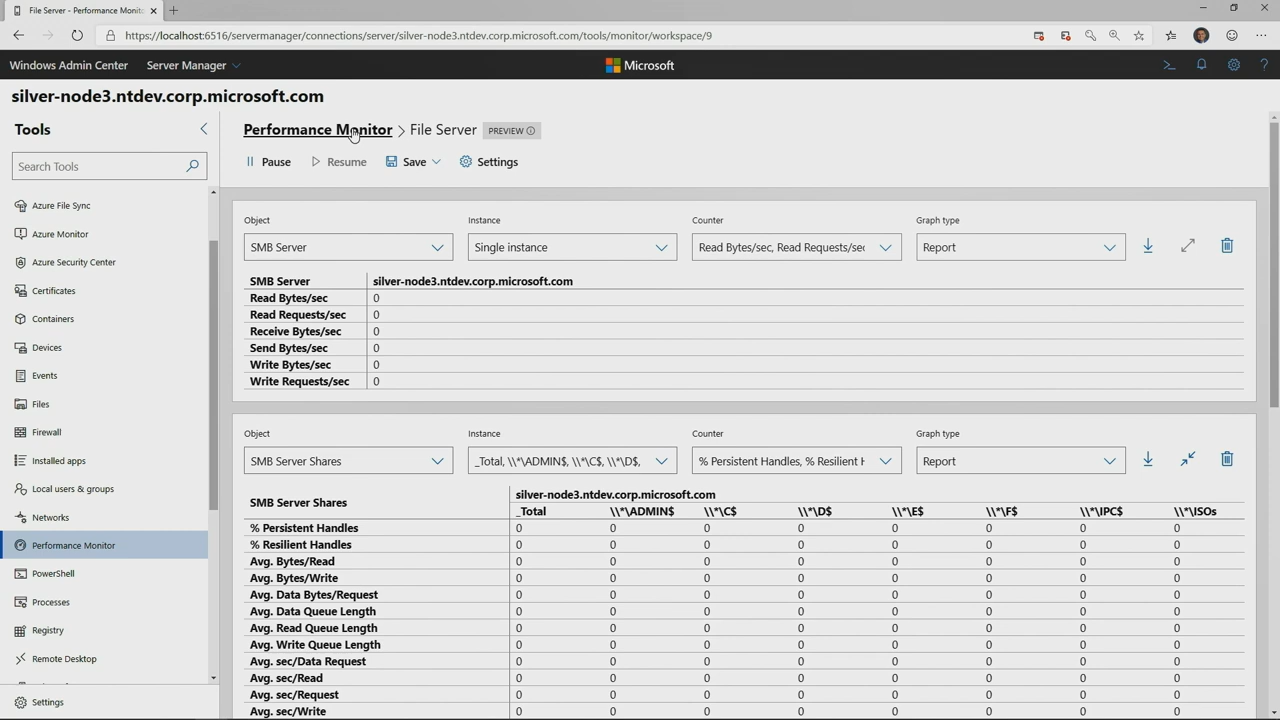 File Server - Performance Monito
https://localhost:6516/servermanager/connections/server/silver-node3.ntdev.corp.microsoft.com/tools/monitor/workspace/9
Windows Admin Center Server Manager Microsoft
silver-node3.ntdev.corp.microsoft.com
Tools
Search Tools
Azure File Sync
Azure Monitor
Azure Security Center
Certificates
Containers
Devices
Events
Files
Firewall
Installed apps
Local users & groups
Networks
Performance Monitor
PowerShell
Processes
Registry
Remote Desktop
Settings
Performance Monitor > File Server PREVIEW
Pause Resume Save Settings
Object Instance Counter Graph type
SMB Server Single instance Read Bytes/sec, Read Requests/sec Report
SMB Server silver-node3.ntdev.corp.microsoft.com
Read Bytes/sec 0
Read Requests/sec 0
Receive Bytes/sec 0
Send Bytes/sec 0
Write Bytes/sec 0
Write Requests/sec 0
Object Instance Counter Graph type
SMB Server Shares _Total, \\*\ADMIN$, \\*\C$, \\*\D$, % Persistent Handles, % Resilient H Report
SMB Server Shares silver-node3.ntdev.corp.microsoft.com
_Total \\*\ADMIN$ \\*\C$ \\*\D$ \\*\E$ \\*\F$ \\*\IPC$ \\*\ISOs
% Persistent Handles 0 0 0 0 0 0 0 0
% Resilient Handles 0 0 0 0 0 0 0 0
Avg. Bytes/Read 0 0 0 0 0 0 0 0
Avg. Bytes/Write 0 0 0 0 0 0 0 0
Avg. Data Bytes/Request 0 0 0 0 0 0 0 0
Avg. Data Queue Length 0 0 0 0 0 0 0 0
Avg. Read Queue Length 0 0 0 0 0 0 0 0
Avg. Write Queue Length 0 0 0 0 0 0 0 0
Avg. sec/Data Request 0 0 0 0 0 0 0 0
Avg. sec/Read 0 0 0 0 0 0 0 0
Avg. sec/Request 0 0 0 0 0 0 0 0
Avg. sec/Write 0 0 0 0 0 0 0 0